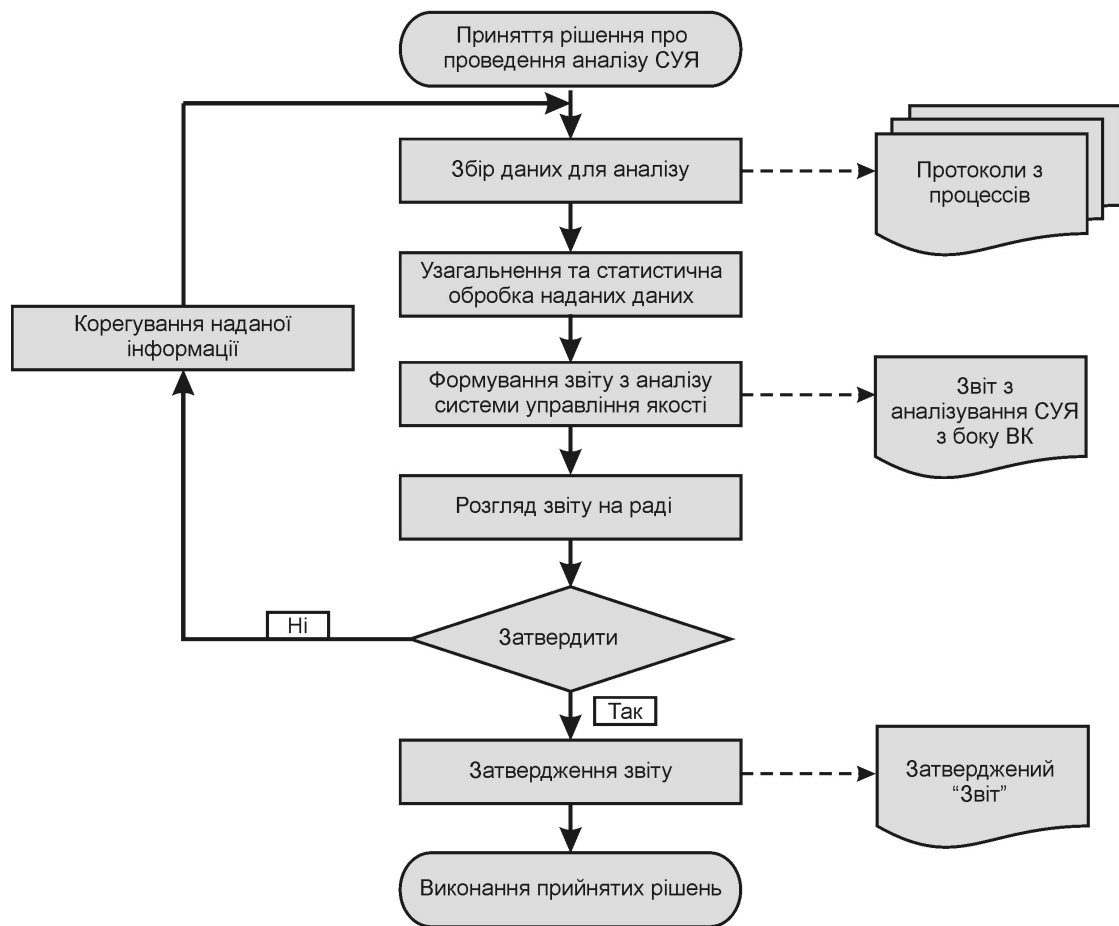 Приняття рішення про
проведення аналізу СУЯ
Збір даних для аналізу
Протоколи з
процессів
Узагальнення та статистична
обробка наданих даних
Корегування наданої
інформації
Формування звіту з аналізу
системи управління якості
Звіт з
аналізування СУЯ
з боку ВК
Розгляд звіту на раді
Затвердити
Ні
Так
Затвердження звіту
Затверджений
“Звіт”
Виконання прийнятих рішень